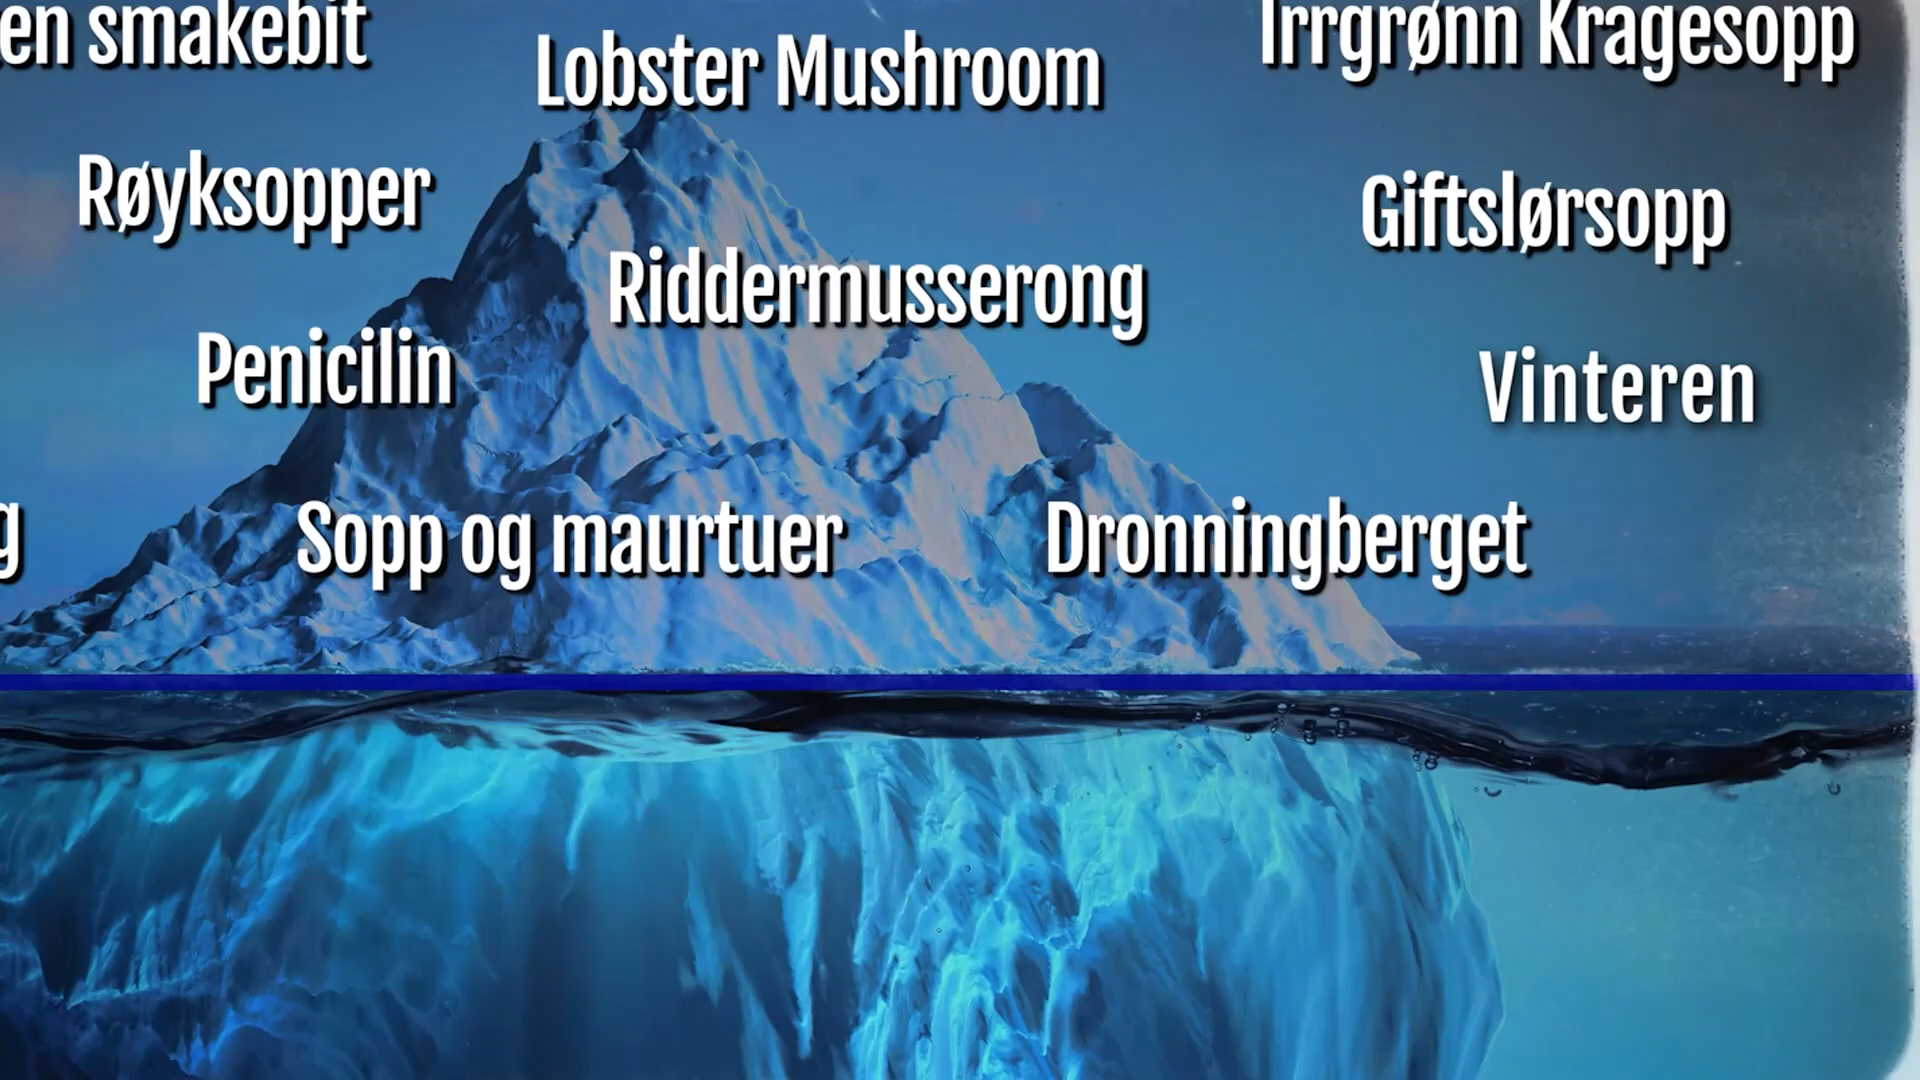 en smakebit
Lobster Mushroom
Irrgrønn Kragesopp
Røyksopper
Giftslørsopp
Riddermusserong
Penicilin
Vinteren
g
Sopp og maurtuer
Dronningberget